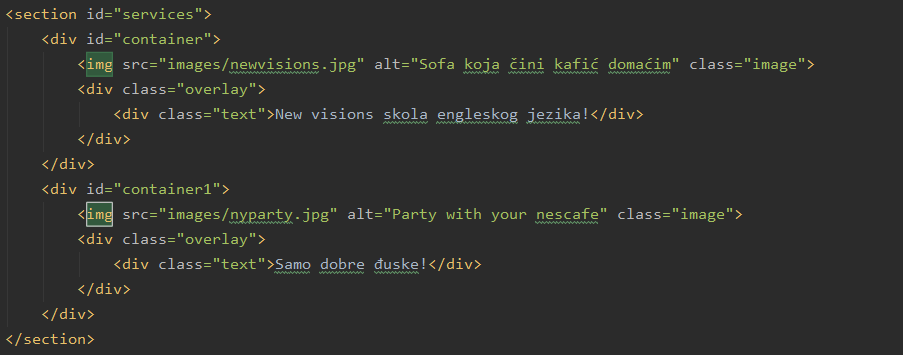 <section id="services">
<div id="container">
<img src="images/newvisions.jpg" alt="Sofa koja čini kafić domaćim" class="image">
<div class="overlay">
<div class="text">New visions skola engleskog jezika!</div>
</div>
</div>
<div id="container1">
<img src="images/nyparty.jpg" alt="Party with your nescafe" class="image">
<div class="overlay">
<div class="text">Samo dobre đuske!</div>
</div>
</div>
</section>